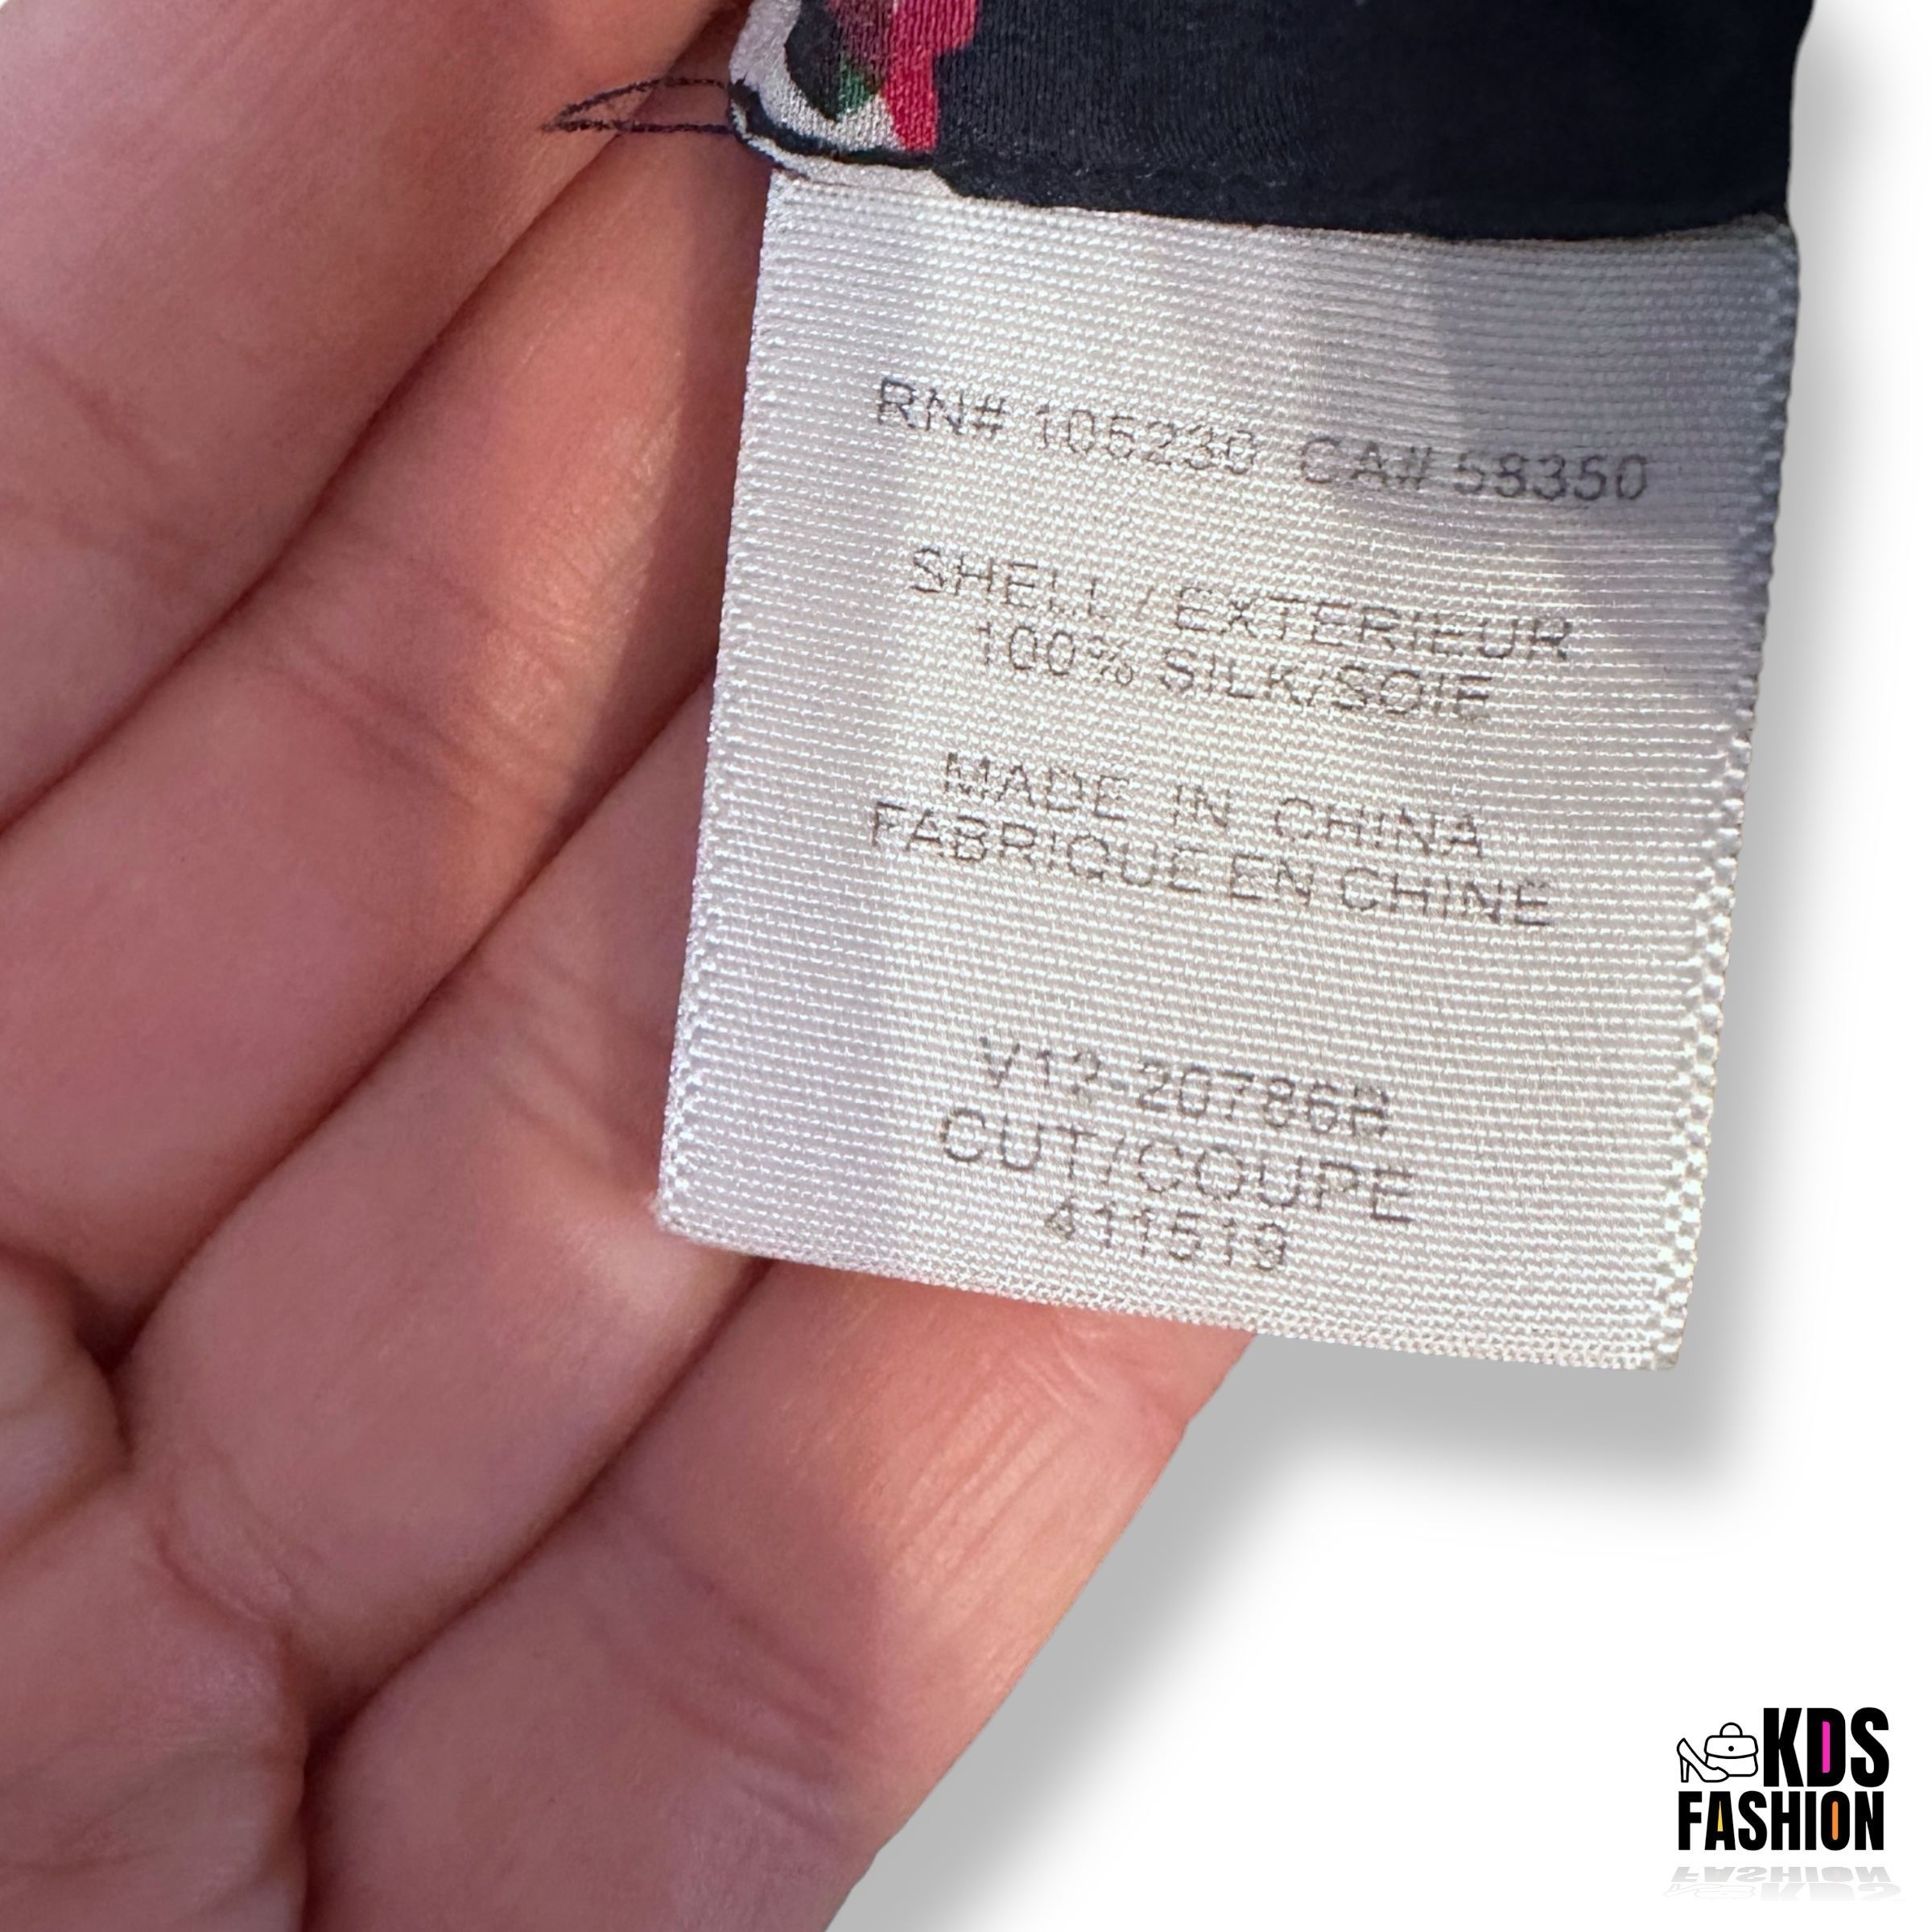 RN# 106230 CA# 58350
SHELL / EXTERIEUR
100% SILK/SOIE
MADE IN CHINA
FABRIQUE EN CHINE
V12-20786B
CUT/COUPE
411519
KDS
FASHION